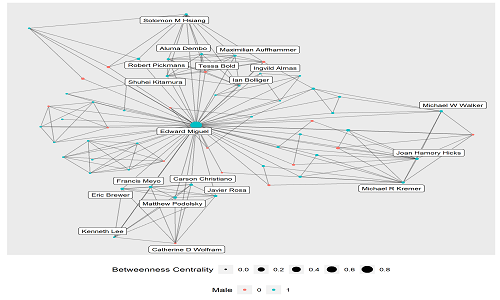 Solomon M Hsiang
Aluma Dembo
Maximilian Auffhammer
Robert Pickmans
Tessa Bold
Ingvild Almas
Shuhei Kitamura
Ian Bolliger
Michael W Walker
Edward Miguel
Joan Hamory Hicks
Francis Meyo
Carson Christiano
Michael R Kremer
Eric Brewer
Javier Rosa
Matthew Podolsky
Kenneth Lee
Catherine D Wolfram
Betweenness Centrality 0.0 0.2 0.4 0.6 0.8
Male 0 1